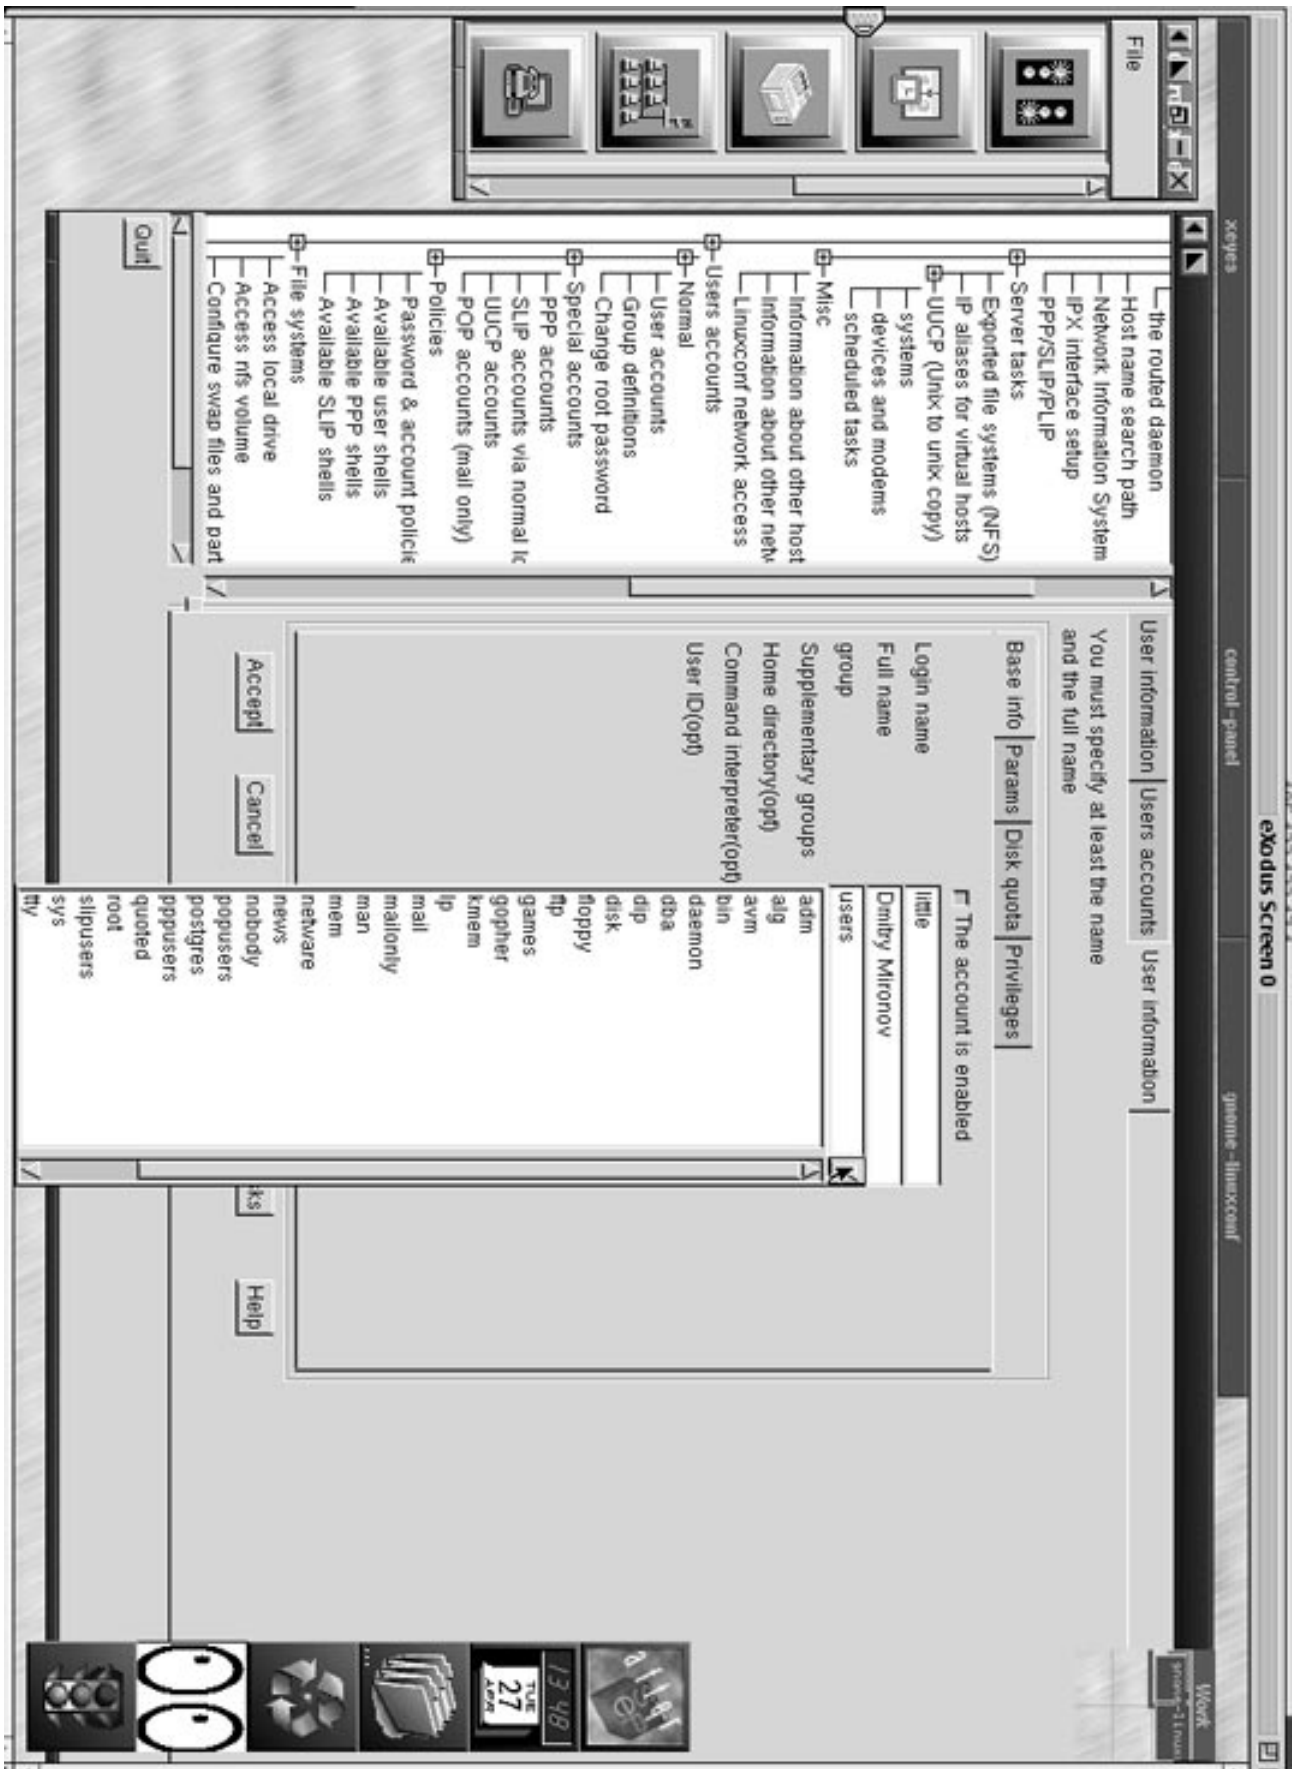 eXodus Screen 0
xeyes
control-panel
gnome-linuxconf
Work
File
the routed daemon
Host name search path
Network Information System
IPX interface setup
PPP/SLIP/PLIP
Server tasks
Exported file systems (NFS)
IP aliases for virtual hosts
UUCP (Unix to unix copy)
systems
devices and modems
scheduled tasks
Misc
Information about other host
Information about other netw
Linuxconf network access
Users accounts
Normal
User accounts
Group definitions
Change root password
Special accounts
PPP accounts
SLIP accounts via normal lo
UUCP accounts
POP accounts (mail only)
Policies
Password & account policie
Available user shells
Available PPP shells
Available SLIP shells
File systems
Access local drive
Access nfs volume
Configure swap files and part
Quit
User information
Users accounts
User information
You must specify at least the name
and the full name
Base info
Params
Disk quota
Privileges
The account is enabled
Login name
little
Full name
Dmitry Mironov
group
users
Supplementary groups
Home directory(opt)
Command interpreter(opt)
User ID(opt)
adm
alg
avm
bin
daemon
dba
dip
disk
floppy
ftp
games
gopher
kmem
lp
mail
mailonly
man
mem
netware
news
nobody
popusers
postgres
pppusers
quoted
root
slipusers
sys
tty
Accept
Cancel
ks
Help
13 48
TUE
27
APR